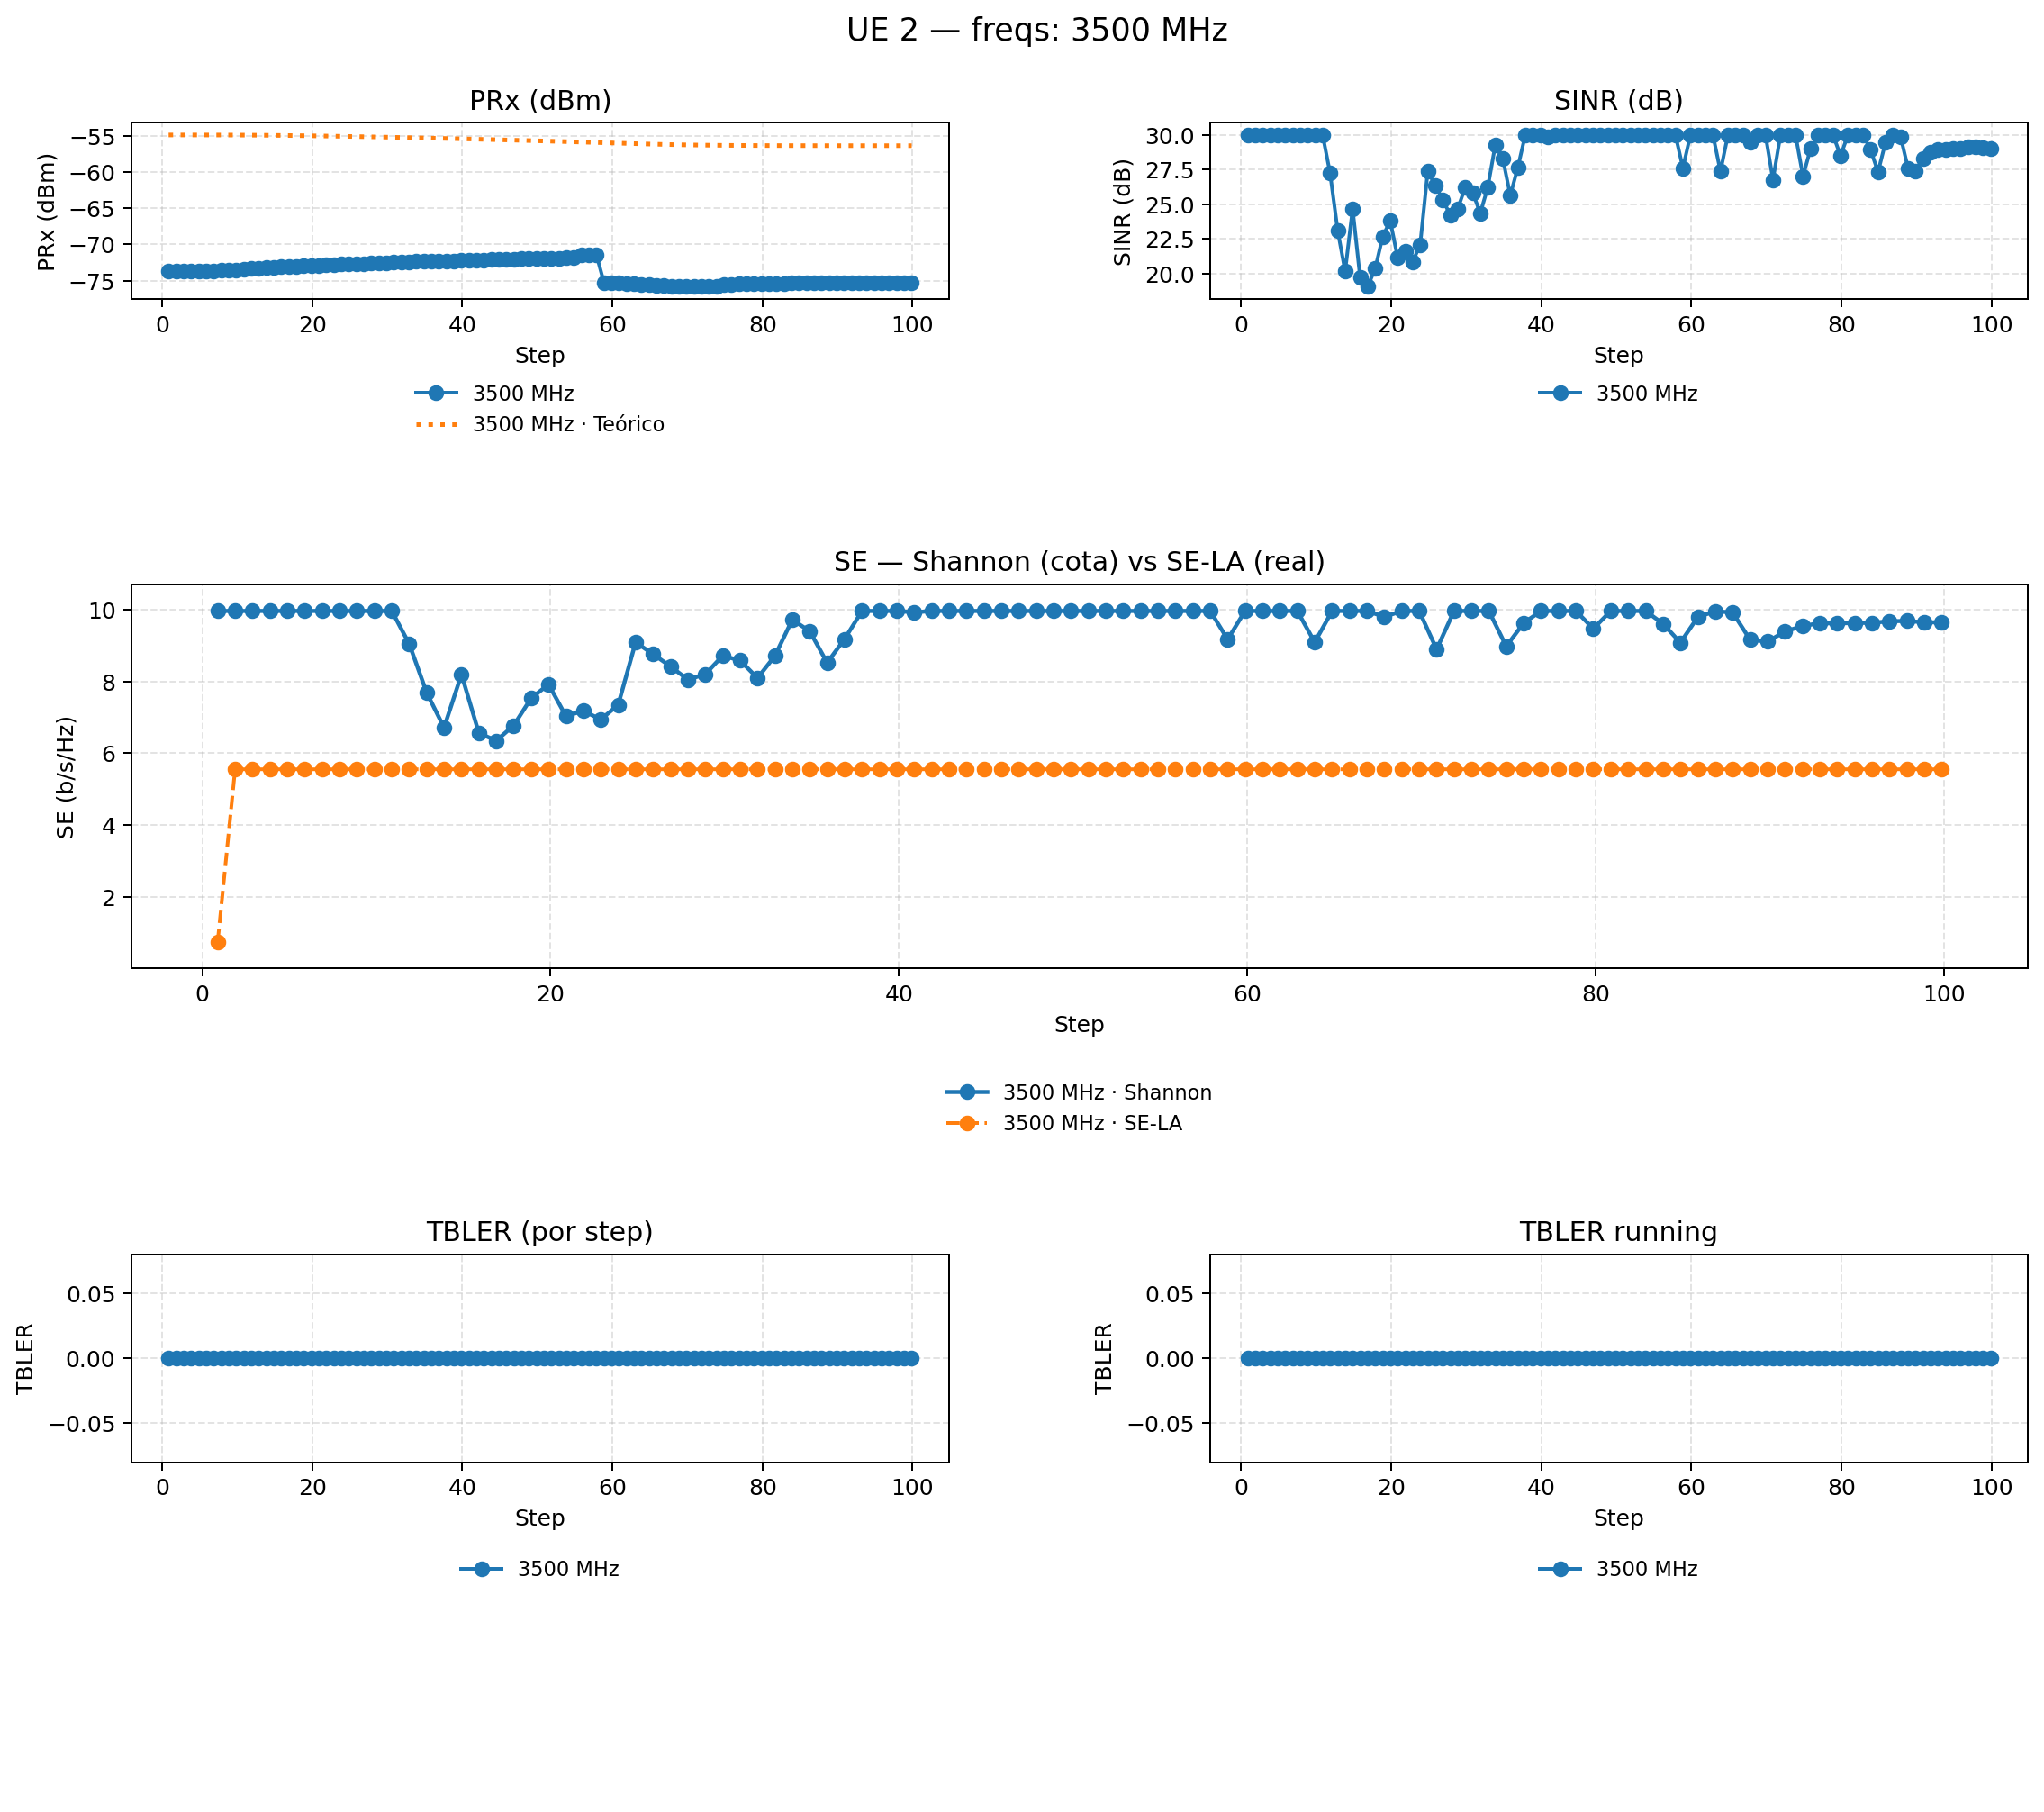 UE 2 — freqs: 3500 MHz
PRx (dBm)
PRx (dBm)
−55
−60
−65
−70
−75
0 20 40 60 80 100
Step
3500 MHz
3500 MHz · Teórico
SINR (dB)
SINR (dB)
30.0
27.5
25.0
22.5
20.0
0 20 40 60 80 100
Step
3500 MHz
SE — Shannon (cota) vs SE-LA (real)
SE (b/s/Hz)
10
8
6
4
2
0 20 40 60 80 100
Step
3500 MHz · Shannon
3500 MHz · SE-LA
TBLER (por step)
TBLER
0.05
0.00
−0.05
0 20 40 60 80 100
Step
3500 MHz
TBLER running
TBLER
0.05
0.00
−0.05
0 20 40 60 80 100
Step
3500 MHz